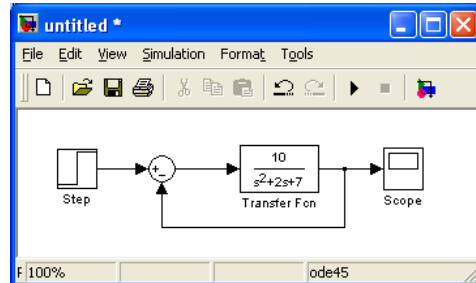 untitled *
File Edit View Simulation Format Tools
+
-
10
s²+2s+7
Step
Transfer Fcn
Scope
F 100%
ode45